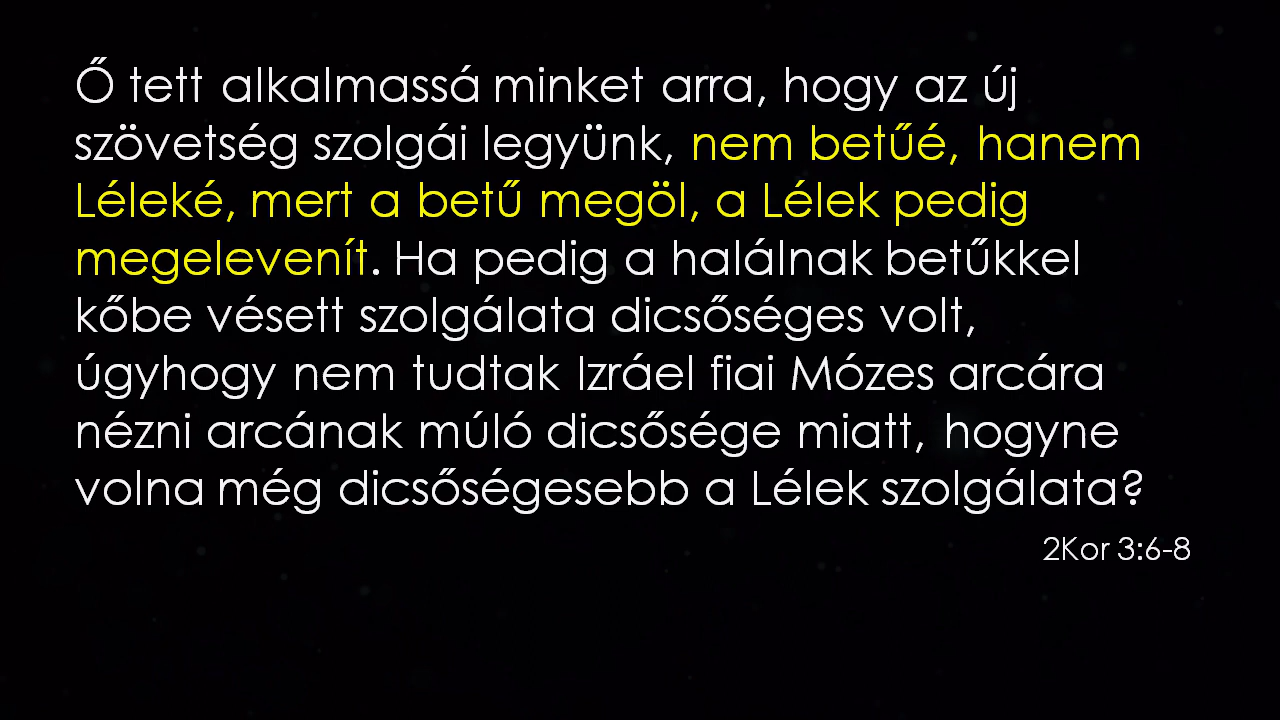 Ő tett alkalmassá minket arra, hogy az új
szövetség szolgái legyünk, nem betűé, hanem
Léleké, mert a betű megöl, a Lélek pedig
megelevenít. Ha pedig a halálnak betűkkel
kőbe vésett szolgálata dicsőséges volt,
úgyhogy nem tudtak Izráel fiai Mózes arcára
nézni arcának múló dicsősége miatt, hogyne
volna még dicsőségesebb a Lélek szolgálata?
2Kor 3:6-8